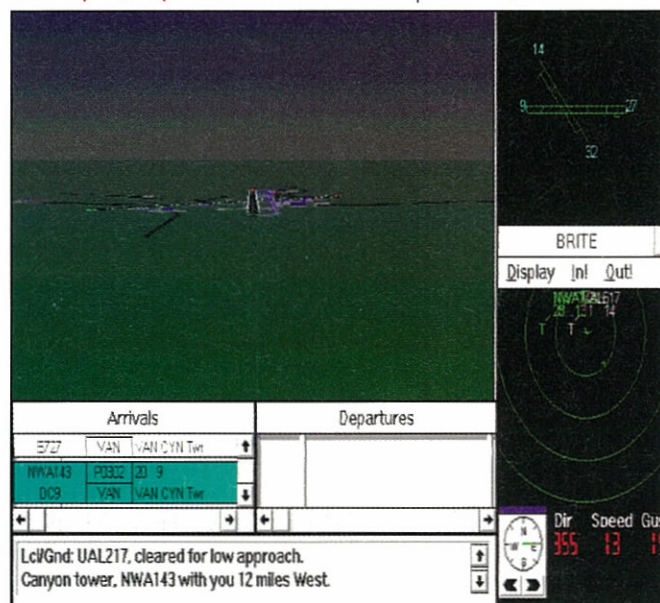 14
9 27
32
BRITE
Display In! Out!
T T
Arrivals
B727 VAN VAN CYN Twr
NWA143 P0302 20 9
DC9 VAN VAN CYN Twr
Departures
Lcl/Gnd: UAL217, cleared for low approach.
Canyon tower, NWA143 with you 12 miles West.
N
W E
S
Dir Speed
355 13